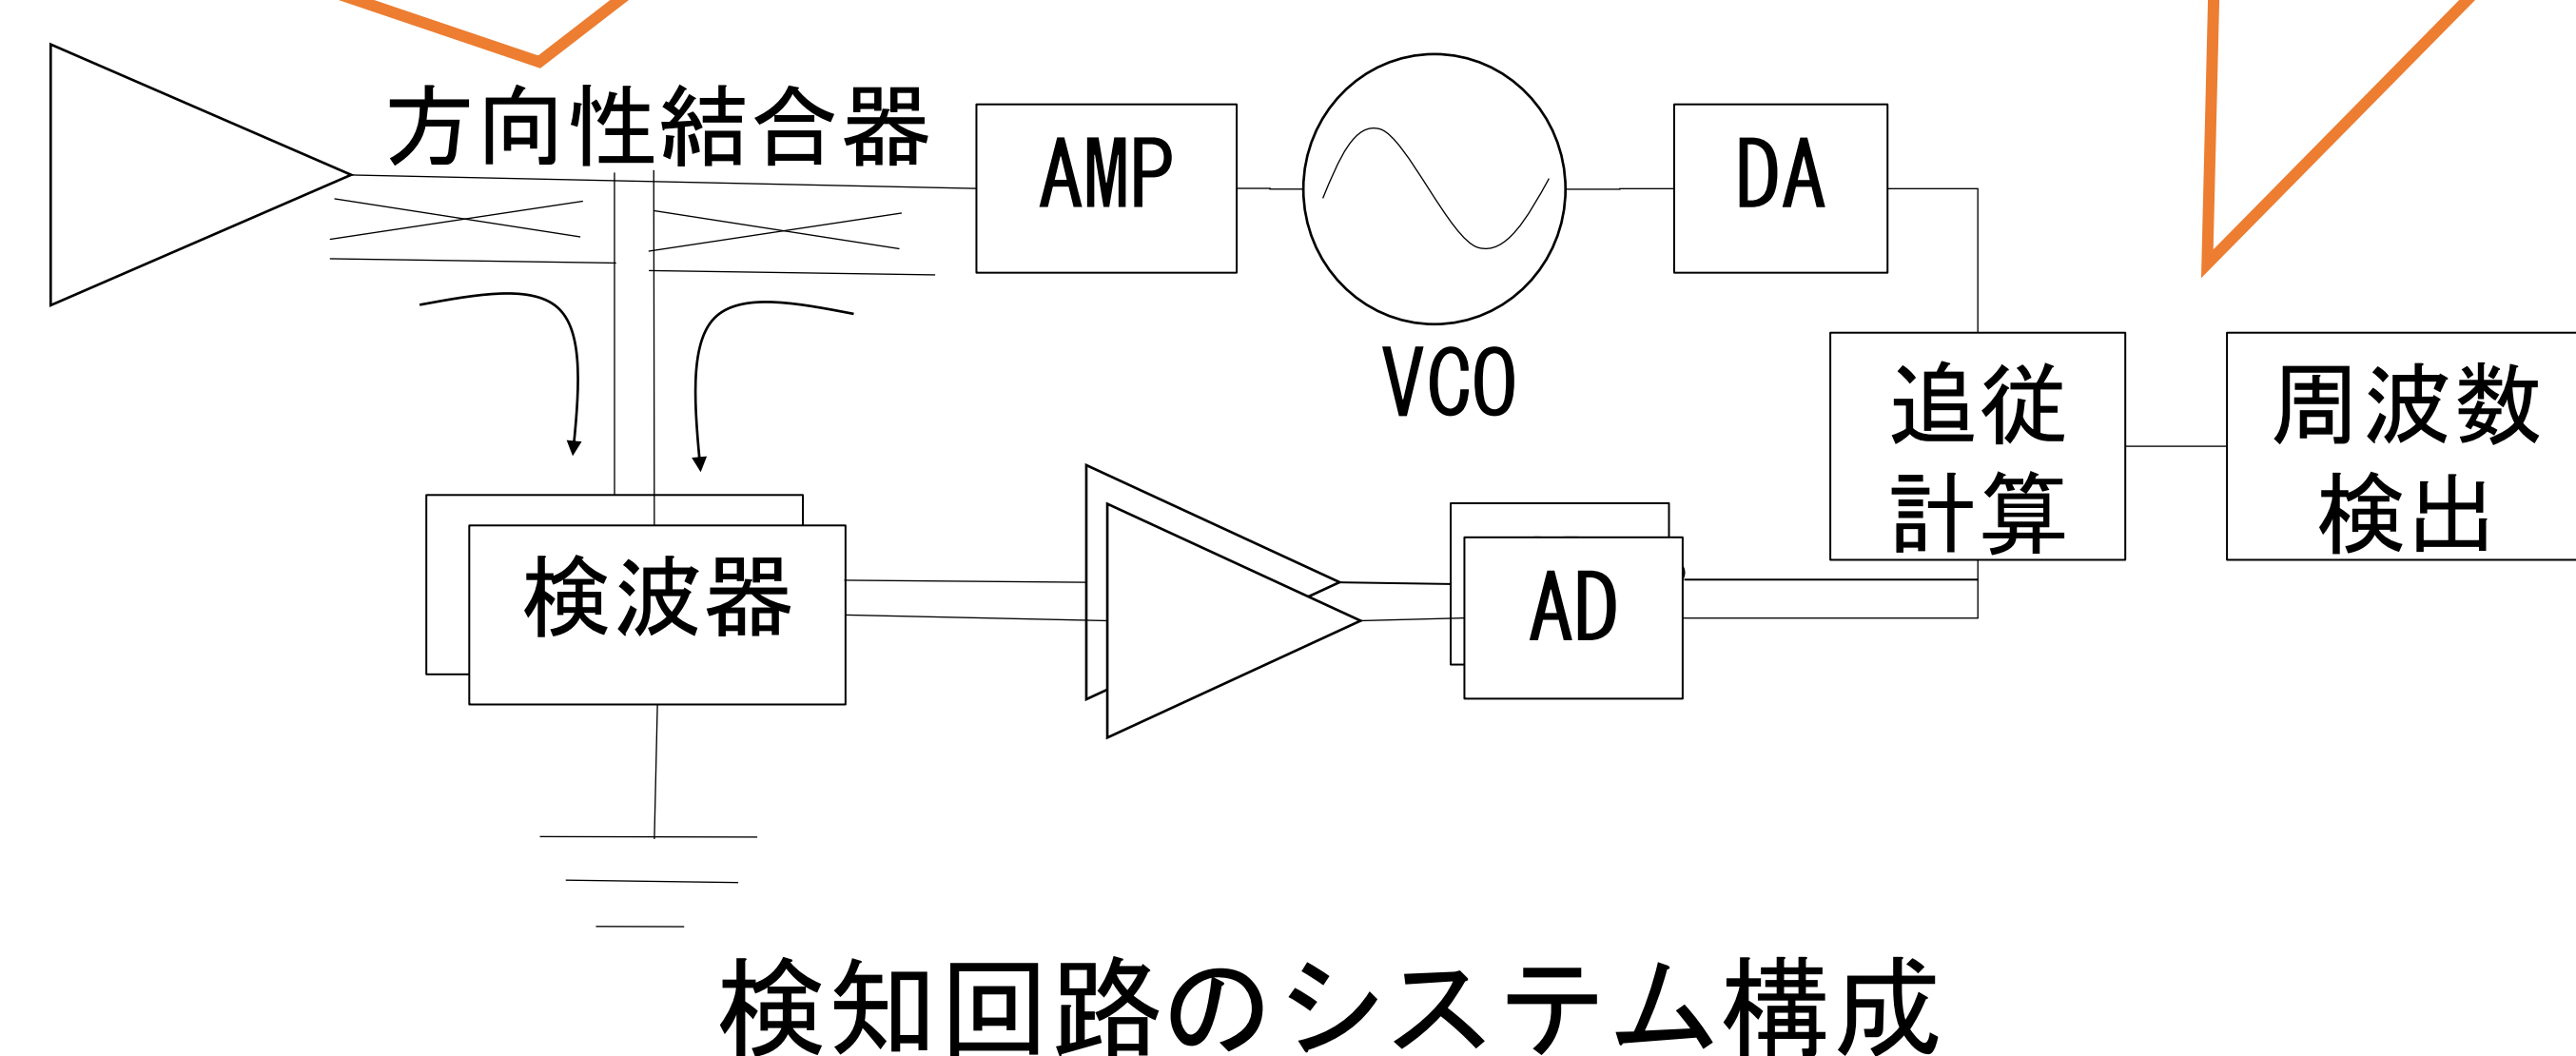 方向性結合器
AMP
DA
VCO
追従
計算
周波数
検出
検波器
AD
検知回路のシステム構成